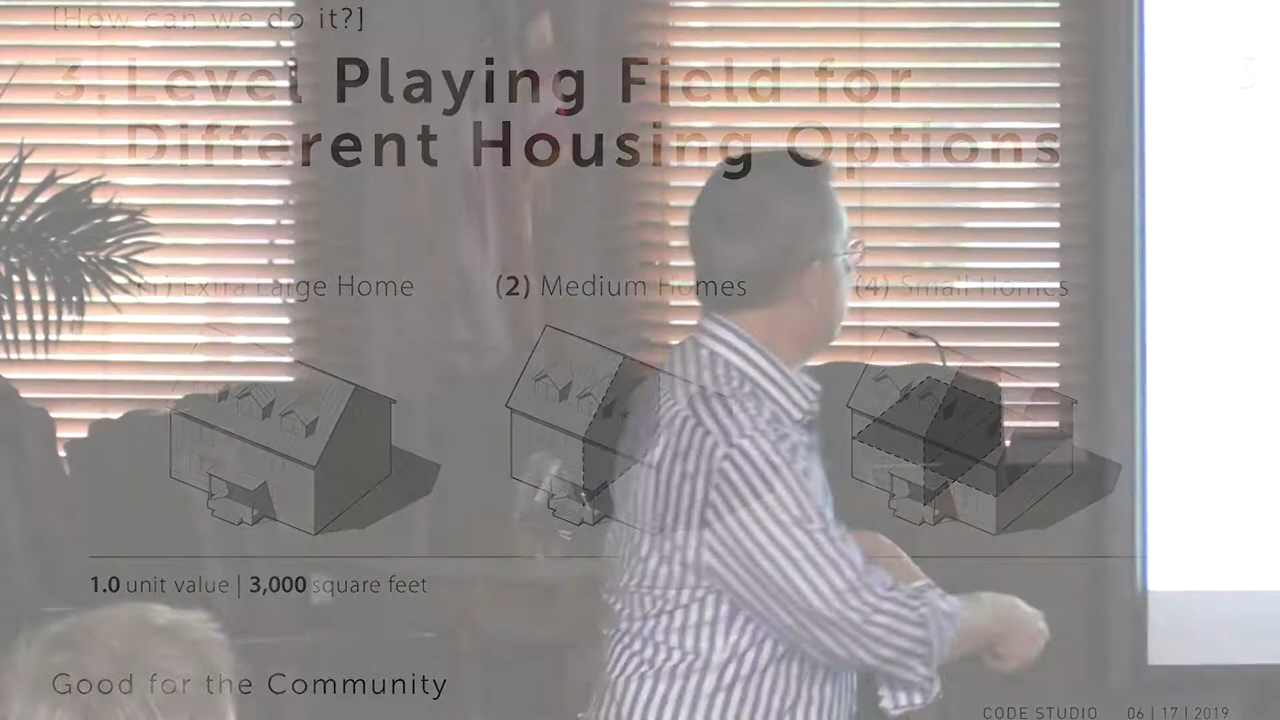 [How can we do it?]
3. Level Playing Field for
Different Housing Options
3
(1) Extra Large Home
(2) Medium Homes
(4) Small Homes
1.0 unit value | 3,000 square feet
Good for the Community
CODE STUDIO 06 | 17 | 2019